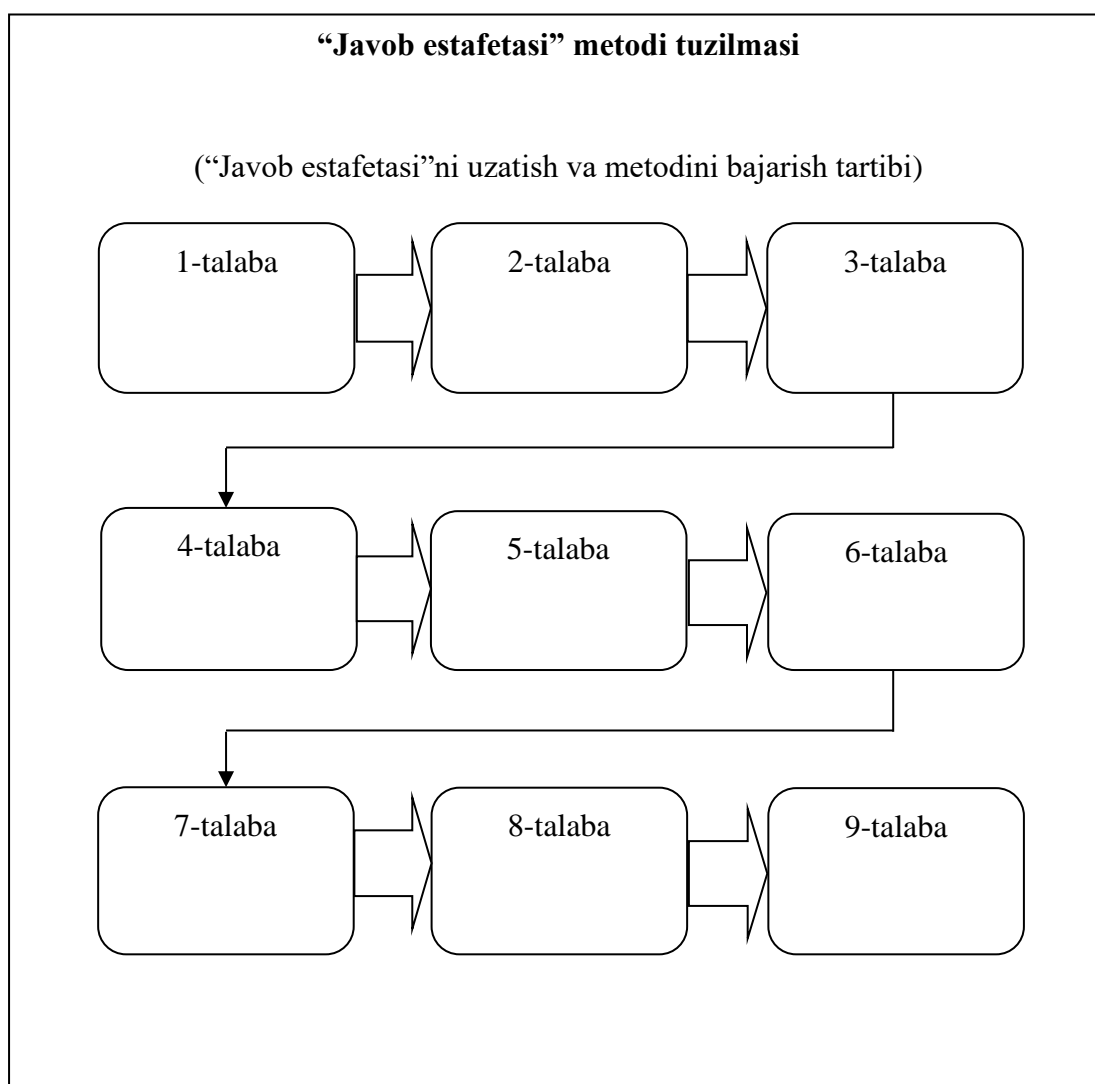 “Javob estafetasi” metodi tuzilmasi
(“Javob estafetasi”ni uzatish va metodini bajarish tartibi)
1-talaba
2-talaba
3-talaba
4-talaba
5-talaba
6-talaba
7-talaba
8-talaba
9-talaba